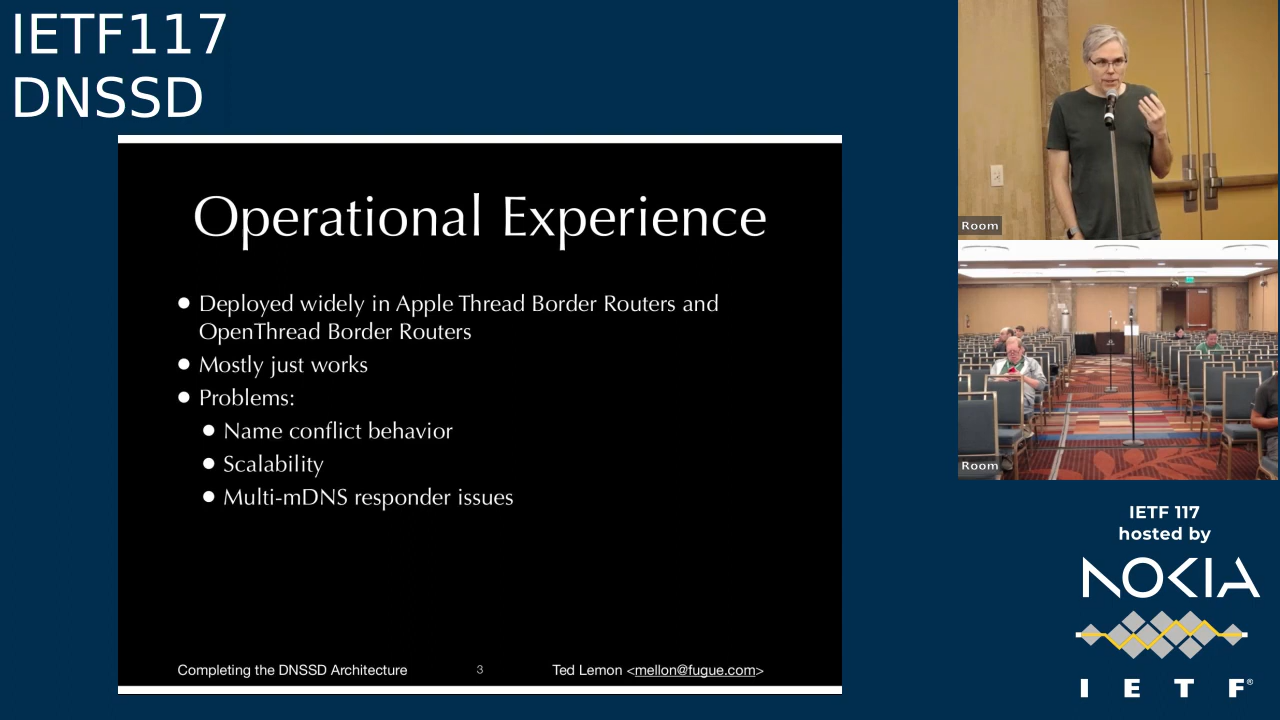 IETF117
DNSSD
Operational Experience
● Deployed widely in Apple Thread Border Routers and
OpenThread Border Routers
● Mostly just works
● Problems:
● Name conflict behavior
● Scalability
● Multi-mDNS responder issues
Completing the DNSSD Architecture
3
Ted Lemon <mellon@fugue.com>
Room
Room
IETF 117
hosted by
NOKIA
I E T F®